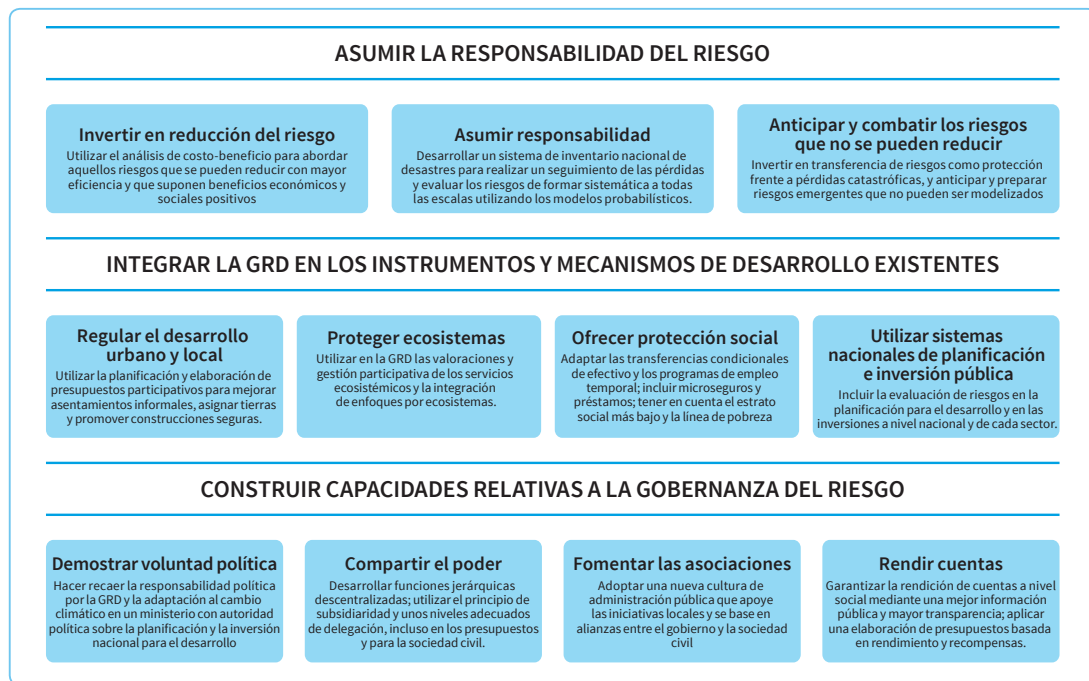 ASUMIR LA RESPONSABILIDAD DEL RIESGO
Invertir en reducción del riesgo
Utilizar el análisis de costo-beneficio para abordar
aquellos riesgos que se pueden reducir con mayor
eficiencia y que suponen beneficios económicos y
sociales positivos
Asumir responsabilidad
Desarrollar un sistema de inventario nacional de
desastres para realizar un seguimiento de las pérdidas
y evaluar los riesgos de formar sistemática a todas
las escalas utilizando los modelos probabilísticos.
Anticipar y combatir los riesgos
que no se pueden reducir
Invertir en transferencia de riesgos como protección
frente a pérdidas catastróficas, y anticipar y preparar
riesgos emergentes que no pueden ser modelizados
INTEGRAR LA GRD EN LOS INSTRUMENTOS Y MECANISMOS DE DESARROLLO EXISTENTES
Regular el desarrollo
urbano y local
Utilizar la planificación y elaboración de
presupuestos participativos para mejorar
asentamientos informales, asignar tierras
y promover construcciones seguras.
Proteger ecosistemas
Utilizar en la GRD las valoraciones y
gestión participativa de los servicios
ecosistémicos y la integración
de enfoques por ecosistemas.
Ofrecer protección social
Adaptar las transferencias condicionales
de efectivo y los programas de empleo
temporal; incluir microseguros y
préstamos; tener en cuenta el estrato
social más bajo y la línea de pobreza
Utilizar sistemas
nacionales de planificación
e inversión pública
Incluir la evaluación de riesgos en la
planificación para el desarrollo y en las
inversiones a nivel nacional y de cada sector.
CONSTRUIR CAPACIDADES RELATIVAS A LA GOBERNANZA DEL RIESGO
Demostrar voluntad política
Hacer recaer la responsabilidad política
por la GRD y la adaptación al cambio
climático en un ministerio con autoridad
política sobre la planificación y la inversión
nacional para el desarrollo
Compartir el poder
Desarrollar funciones jerárquicas
descentralizadas; utilizar el principio de
subsidiaridad y unos niveles adecuados
de delegación, incluso en los presupuestos
y para la sociedad civil.
Fomentar las asociaciones
Adoptar una nueva cultura de
administración pública que apoye
las iniciativas locales y se base en
alianzas entre el gobierno y la sociedad
civil
Rendir cuentas
Garantizar la rendición de cuentas a nivel
social mediante una mejor información
pública y mayor transparencia; aplicar
una elaboración de presupuestos basada
en rendimiento y recompensas.